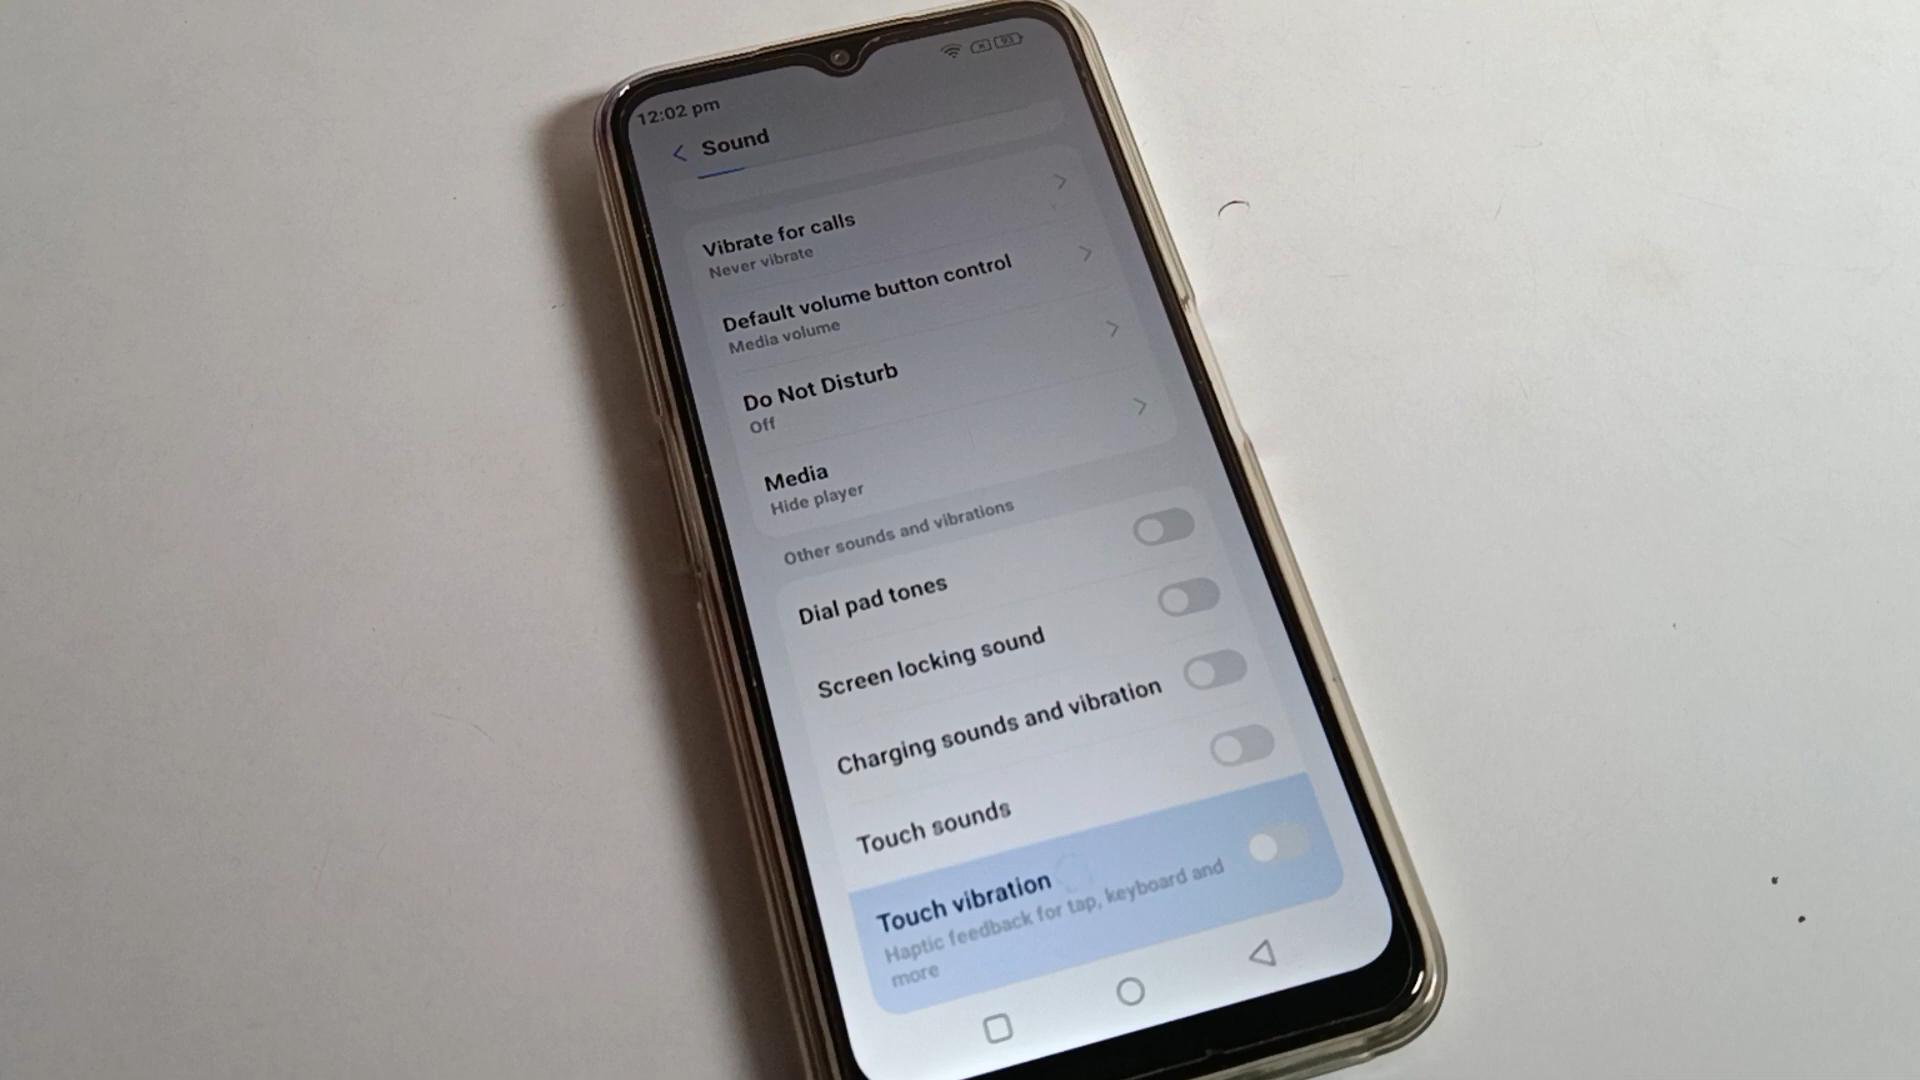 12:02 pm
93
Sound
Vibrate for calls
Never vibrate
Default volume button control
Media volume
Do Not Disturb
Off
Media
Hide player
Other sounds and vibrations
Dial pad tones
Screen locking sound
Charging sounds and vibration
Touch sounds
Touch vibration
Haptic feedback for tap, keyboard and
more